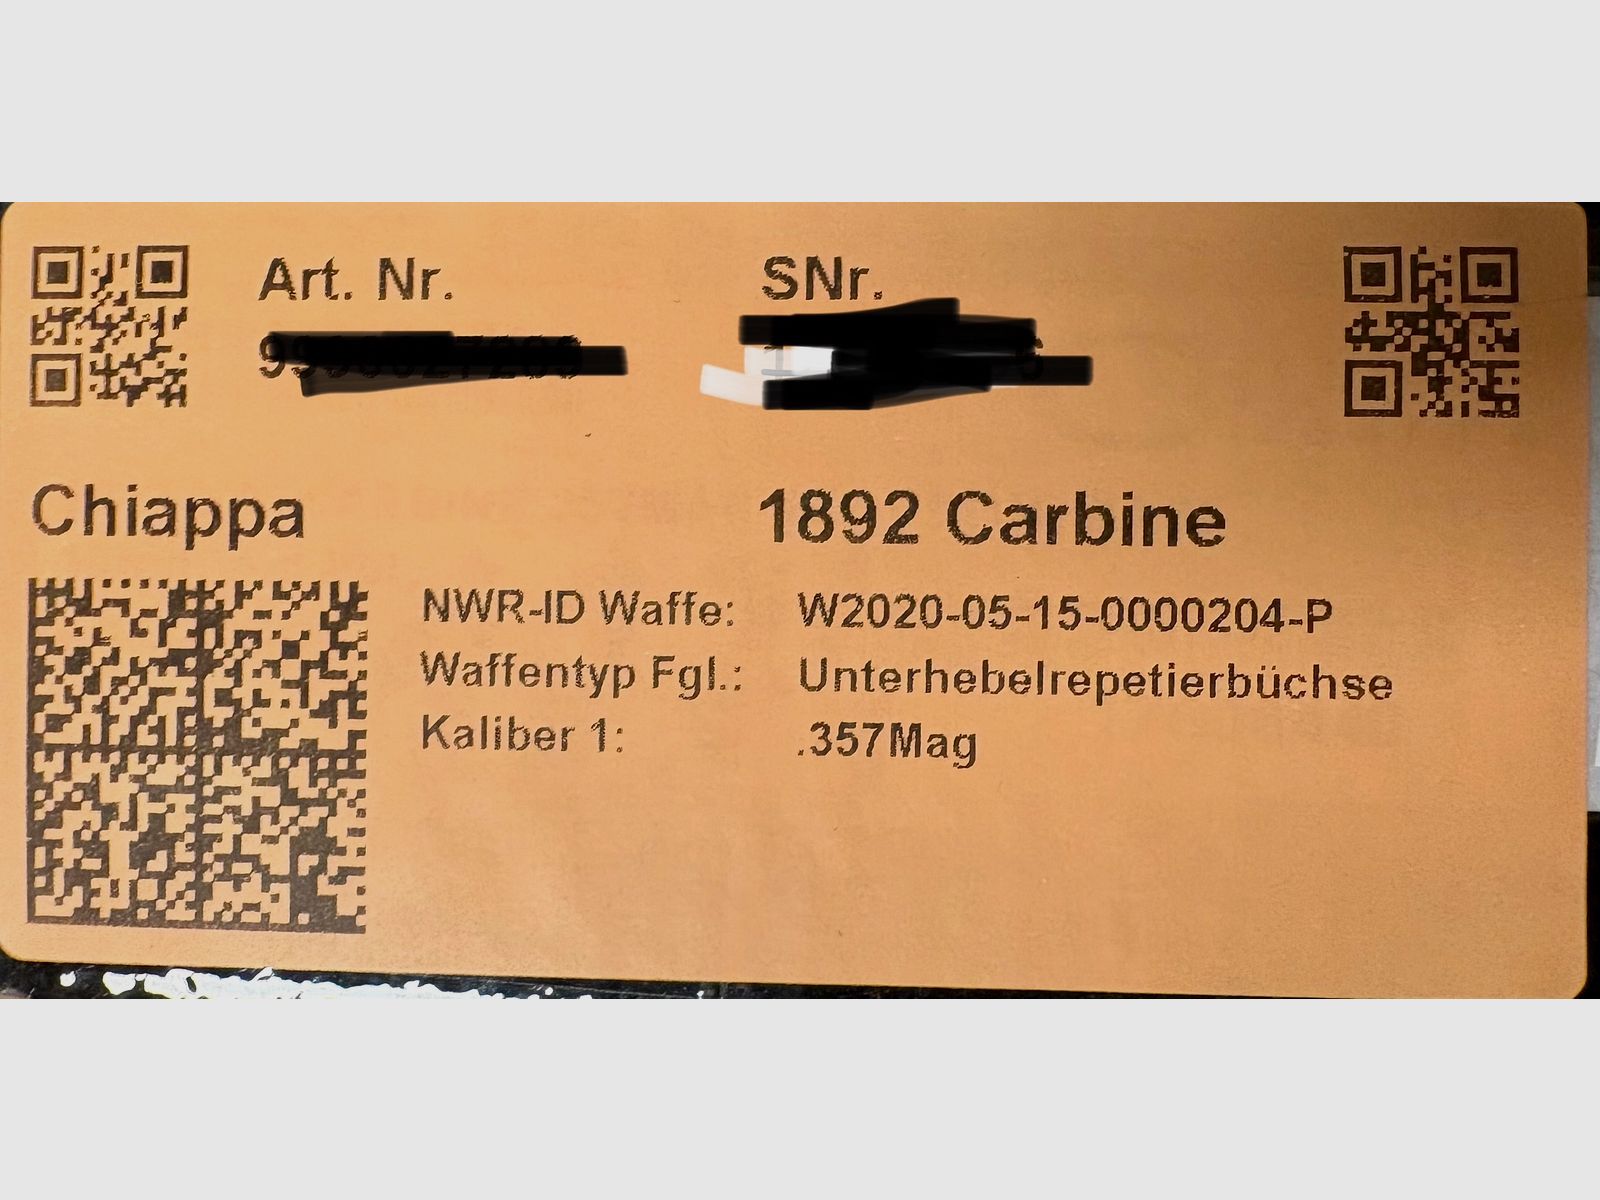 Art. Nr.
SNr.
Chiappa
1892 Carbine
NWR-ID Waffe: W2020-05-15-0000204-P
Waffentyp Fgl.: Unterhebelrepetierbüchse
Kaliber 1: .357Mag